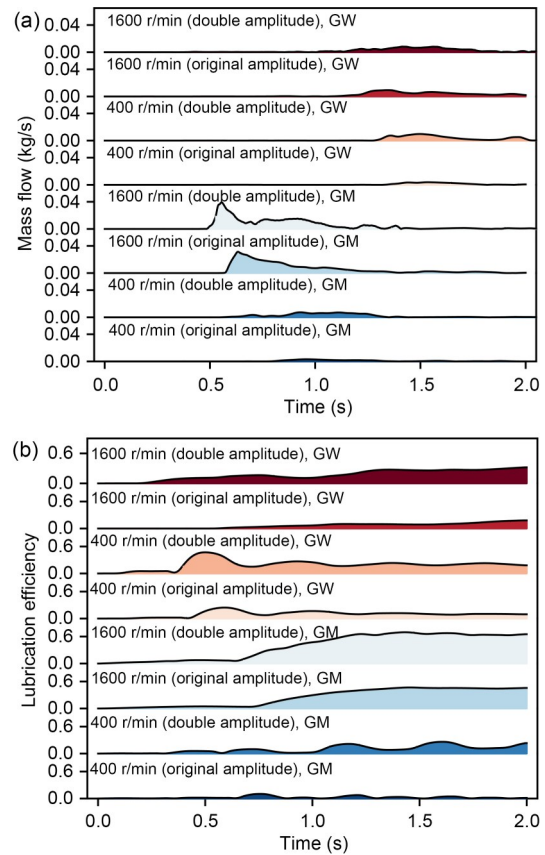 (a)
Mass flow (kg/s)
0.04 1600 r/min (double amplitude), GW
0.00
1600 r/min (original amplitude), GW
0.04
0.00
400 r/min (double amplitude), GW
0.04
0.00
400 r/min (original amplitude), GW
0.04
0.00
1600 r/min (double amplitude), GM
0.04
0.00
1600 r/min (original amplitude), GM
0.04
0.00
400 r/min (double amplitude), GM
0.04
0.00
400 r/min (original amplitude), GM
0.04
0.00
0.0 0.5 1.0 1.5 2.0
Time (s)
(b)
Lubrication efficiency
0.6 1600 r/min (double amplitude), GW
0.0
1600 r/min (original amplitude), GW
0.6
0.0
400 r/min (double amplitude), GW
0.6
0.0
400 r/min (original amplitude), GW
0.6
0.0
1600 r/min (double amplitude), GM
0.6
0.0
1600 r/min (original amplitude), GM
0.6
0.0
400 r/min (double amplitude), GM
0.6
0.0
400 r/min (original amplitude), GM
0.6
0.0
0.0 0.5 1.0 1.5 2.0
Time (s)